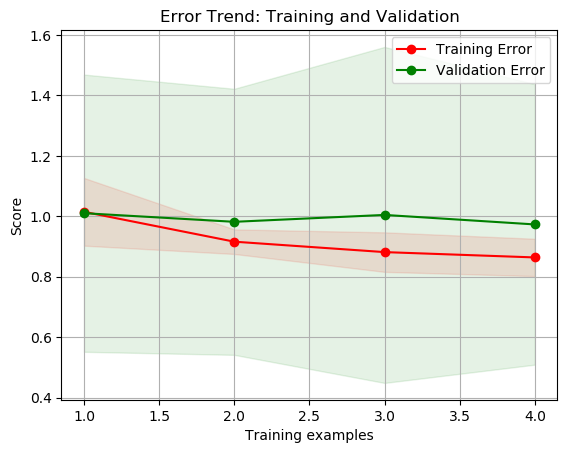 Error Trend: Training and Validation
1.6
1.4
1.2
1.0
0.8
0.6
0.4
Score
Training Error
Validation Error
1.0 1.5 2.0 2.5 3.0 3.5 4.0
Training examples